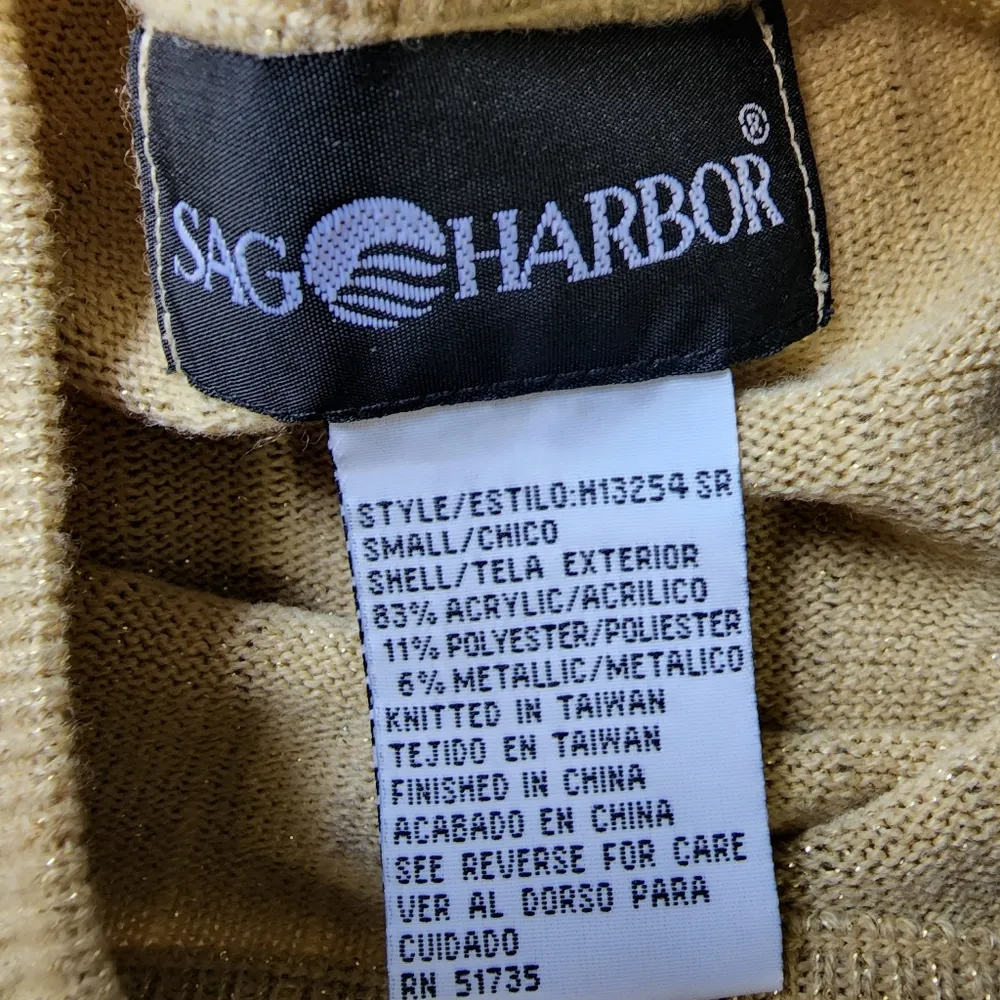 SAG HARBOR®
STYLE/ESTILO:H13254 SR
SMALL/CHICO
SHELL/TELA EXTERIOR
83% ACRYLIC/ACRILICO
11% POLYESTER/POLIESTER
6% METALLIC/METALICO
KNITTED IN TAIWAN
TEJIDO EN TAIWAN
FINISHED IN CHINA
ACABADO EN CHINA
SEE REVERSE FOR CARE
VER AL DORSO PARA
CUIDADO
RN 51735